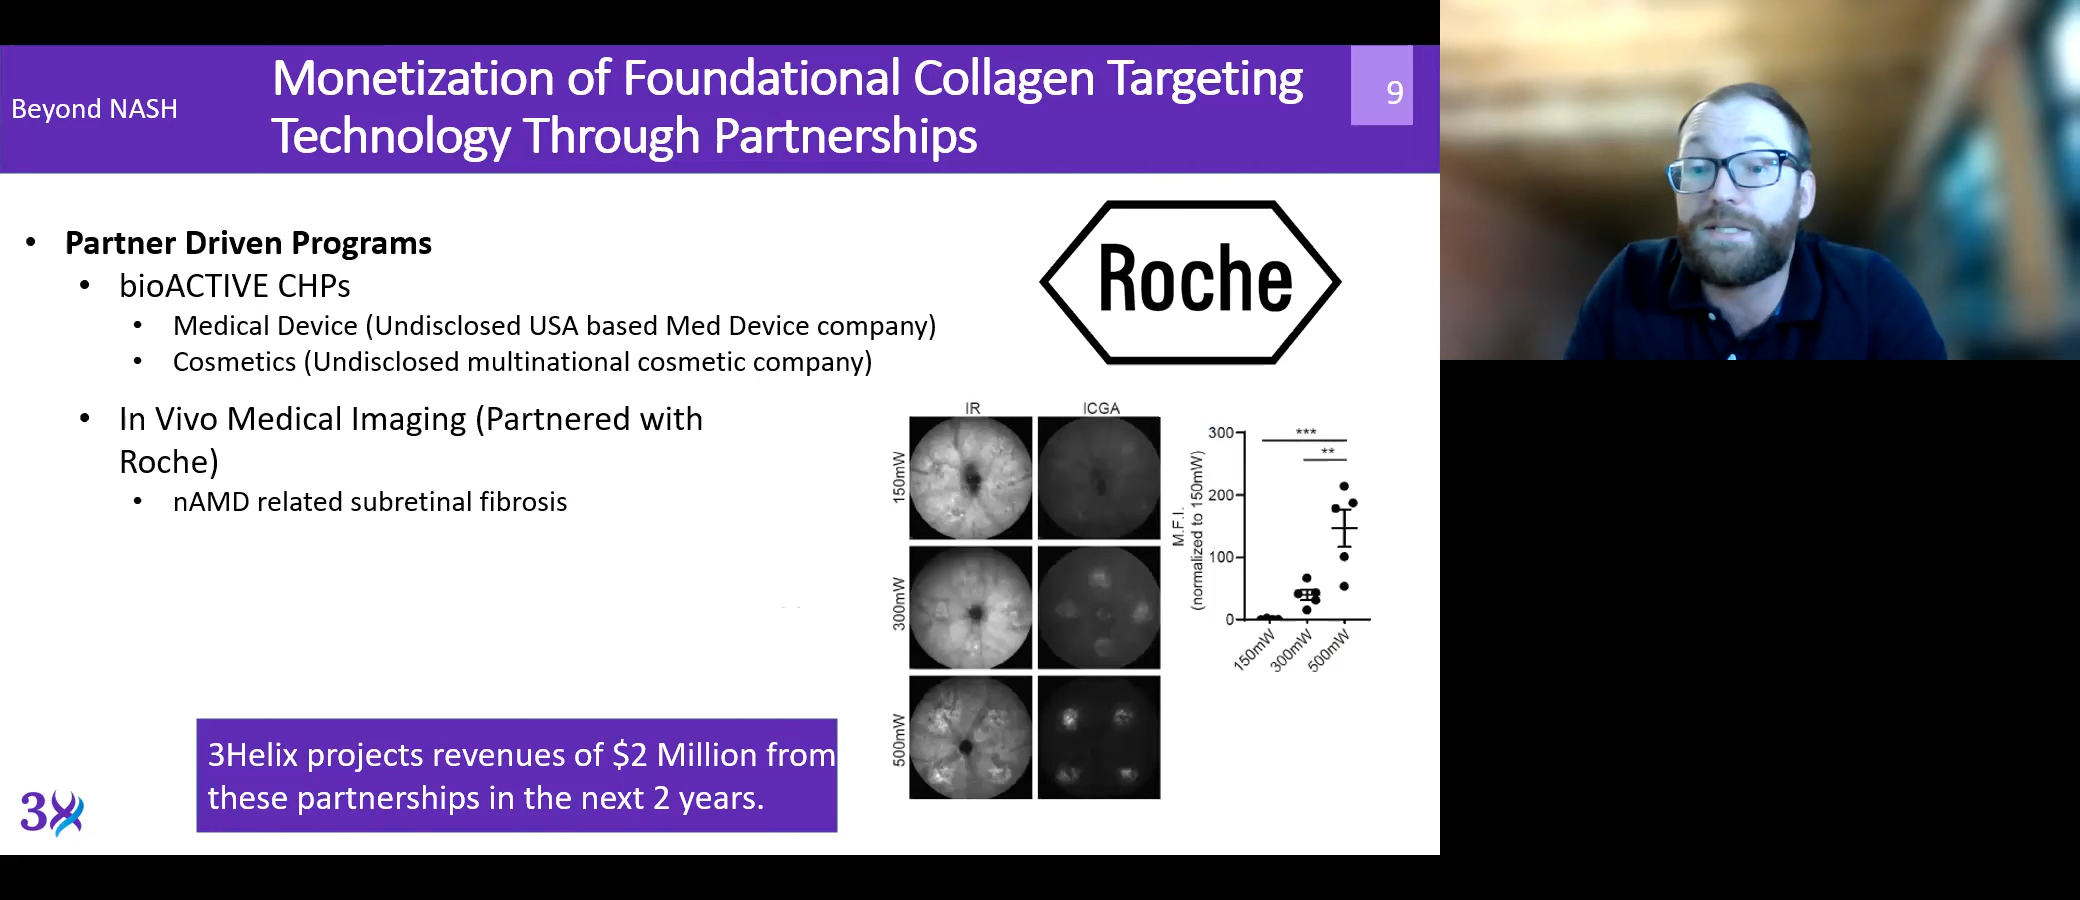 Beyond NASH
Monetization of Foundational Collagen Targeting
Technology Through Partnerships
9
• Partner Driven Programs
• bioACTIVE CHPs
• Medical Device (Undisclosed USA based Med Device company)
• Cosmetics (Undisclosed multinational cosmetic company)
• In Vivo Medical Imaging (Partnered with
Roche)
• nAMD related subretinal fibrosis
Roche
IR
ICGA
150mW
300mW
500mW
M.F.I.
(normalized to 150mW)
300
200
100
0
***
**
150mW
300mW
500mW
3Helix projects revenues of $2 Million from
these partnerships in the next 2 years.
3